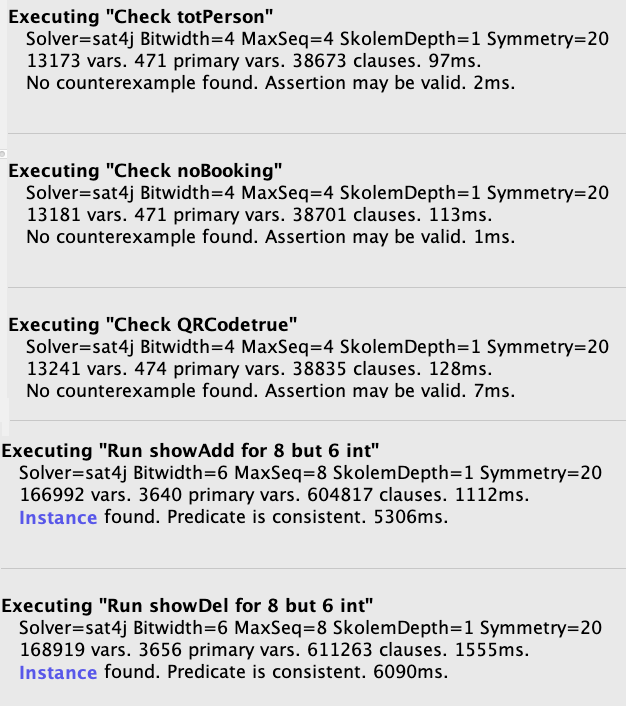 Executing "Check totPerson"
Solver=sat4j Bitwidth=4 MaxSeq=4 SkolemDepth=1 Symmetry=20
13173 vars. 471 primary vars. 38673 clauses. 97ms.
No counterexample found. Assertion may be valid. 2ms.
Executing "Check noBooking"
Solver=sat4j Bitwidth=4 MaxSeq=4 SkolemDepth=1 Symmetry=20
13181 vars. 471 primary vars. 38701 clauses. 113ms.
No counterexample found. Assertion may be valid. 1ms.
Executing "Check QRCodetrue"
Solver=sat4j Bitwidth=4 MaxSeq=4 SkolemDepth=1 Symmetry=20
13241 vars. 474 primary vars. 38835 clauses. 128ms.
No counterexample found. Assertion may be valid. 7ms.
Executing "Run showAdd for 8 but 6 int"
Solver=sat4j Bitwidth=6 MaxSeq=8 SkolemDepth=1 Symmetry=20
166992 vars. 3640 primary vars. 604817 clauses. 1112ms.
Instance found. Predicate is consistent. 5306ms.
Executing "Run showDel for 8 but 6 int"
Solver=sat4j Bitwidth=6 MaxSeq=8 SkolemDepth=1 Symmetry=20
168919 vars. 3656 primary vars. 611263 clauses. 1555ms.
Instance found. Predicate is consistent. 6090ms.